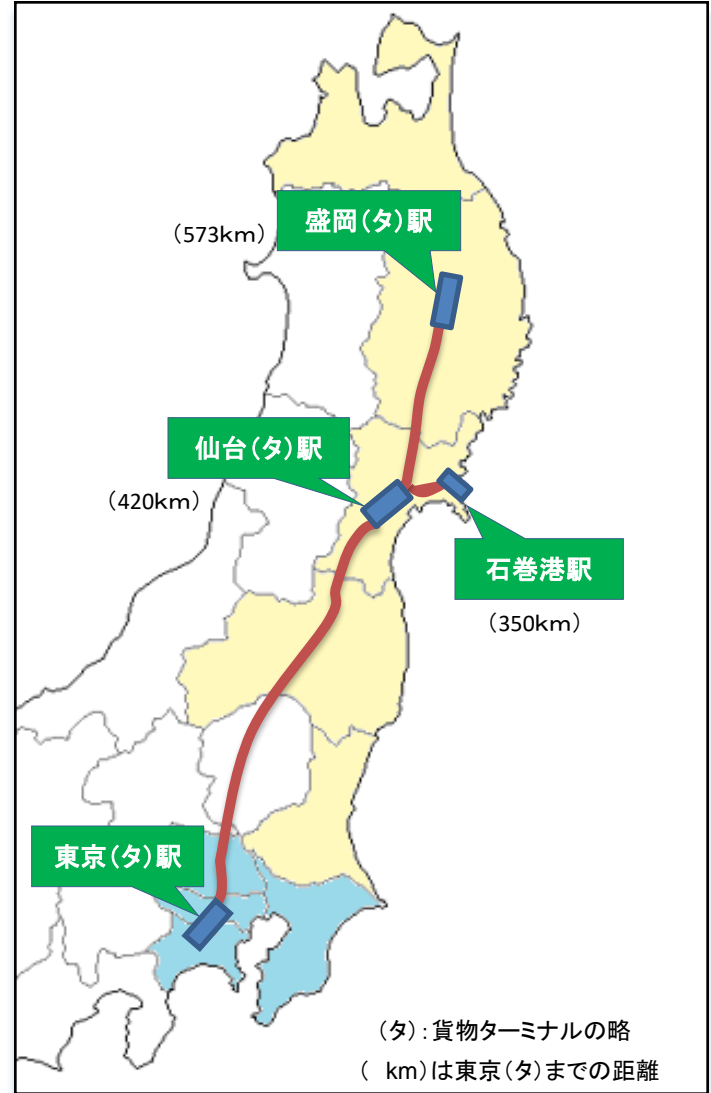 盛岡(タ)駅
(573km)
仙台(タ)駅
(420km)
石巻港駅
(350km)
東京(タ)駅
(タ):貨物ターミナルの略
( km)は東京(タ)までの距離